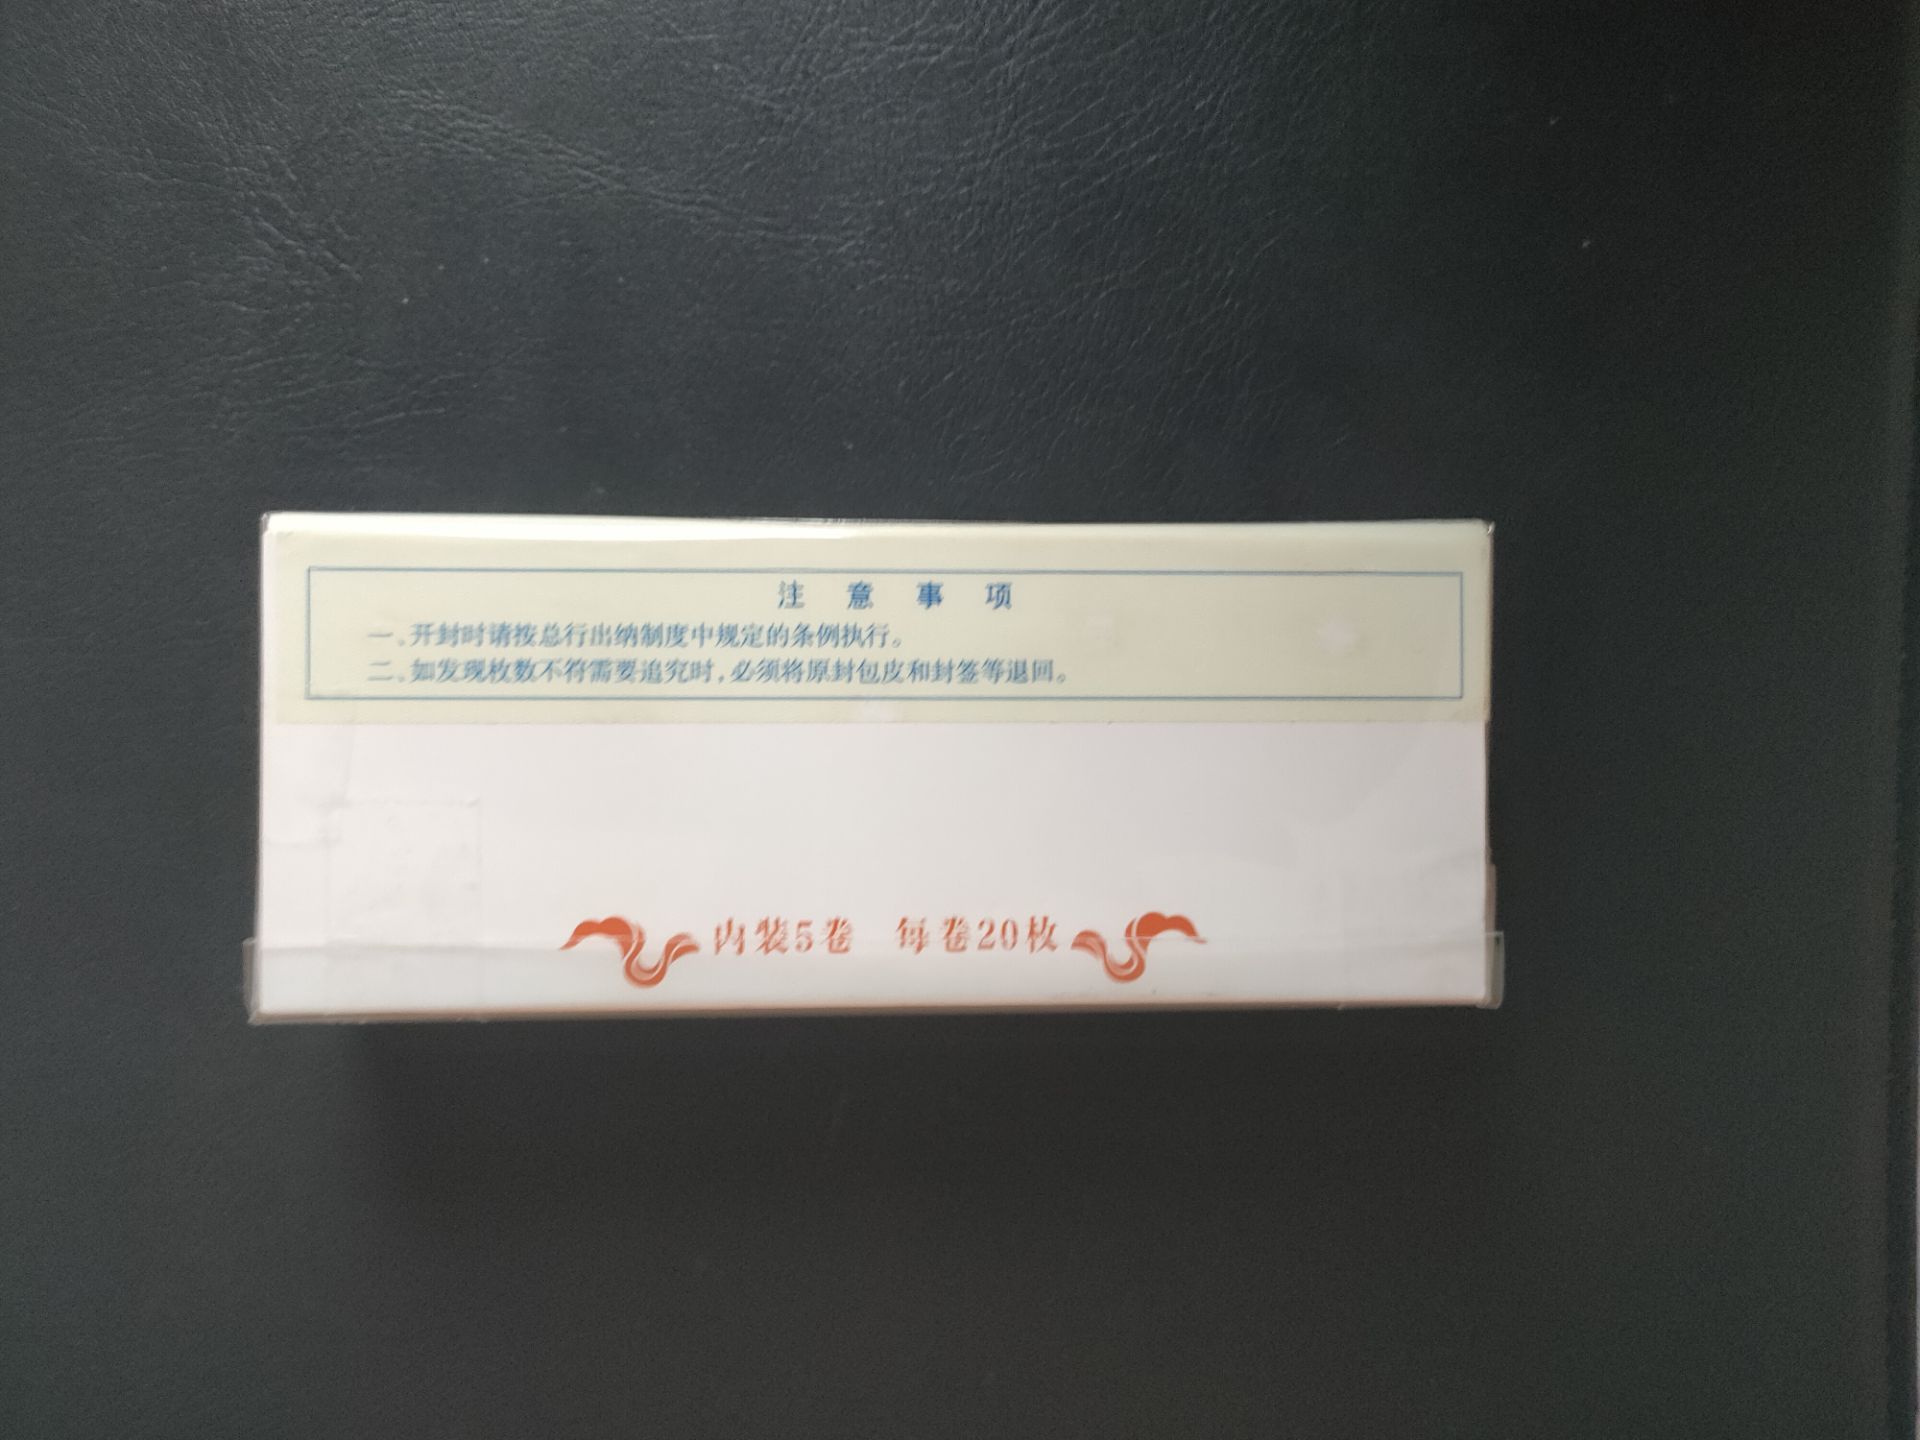 注意事项
一、开封时请按总行出纳制度中规定的条例执行。
二、如发现枚数不符需要追究时，必须将原封包皮和封签等退回。
内装5卷 每卷20枚